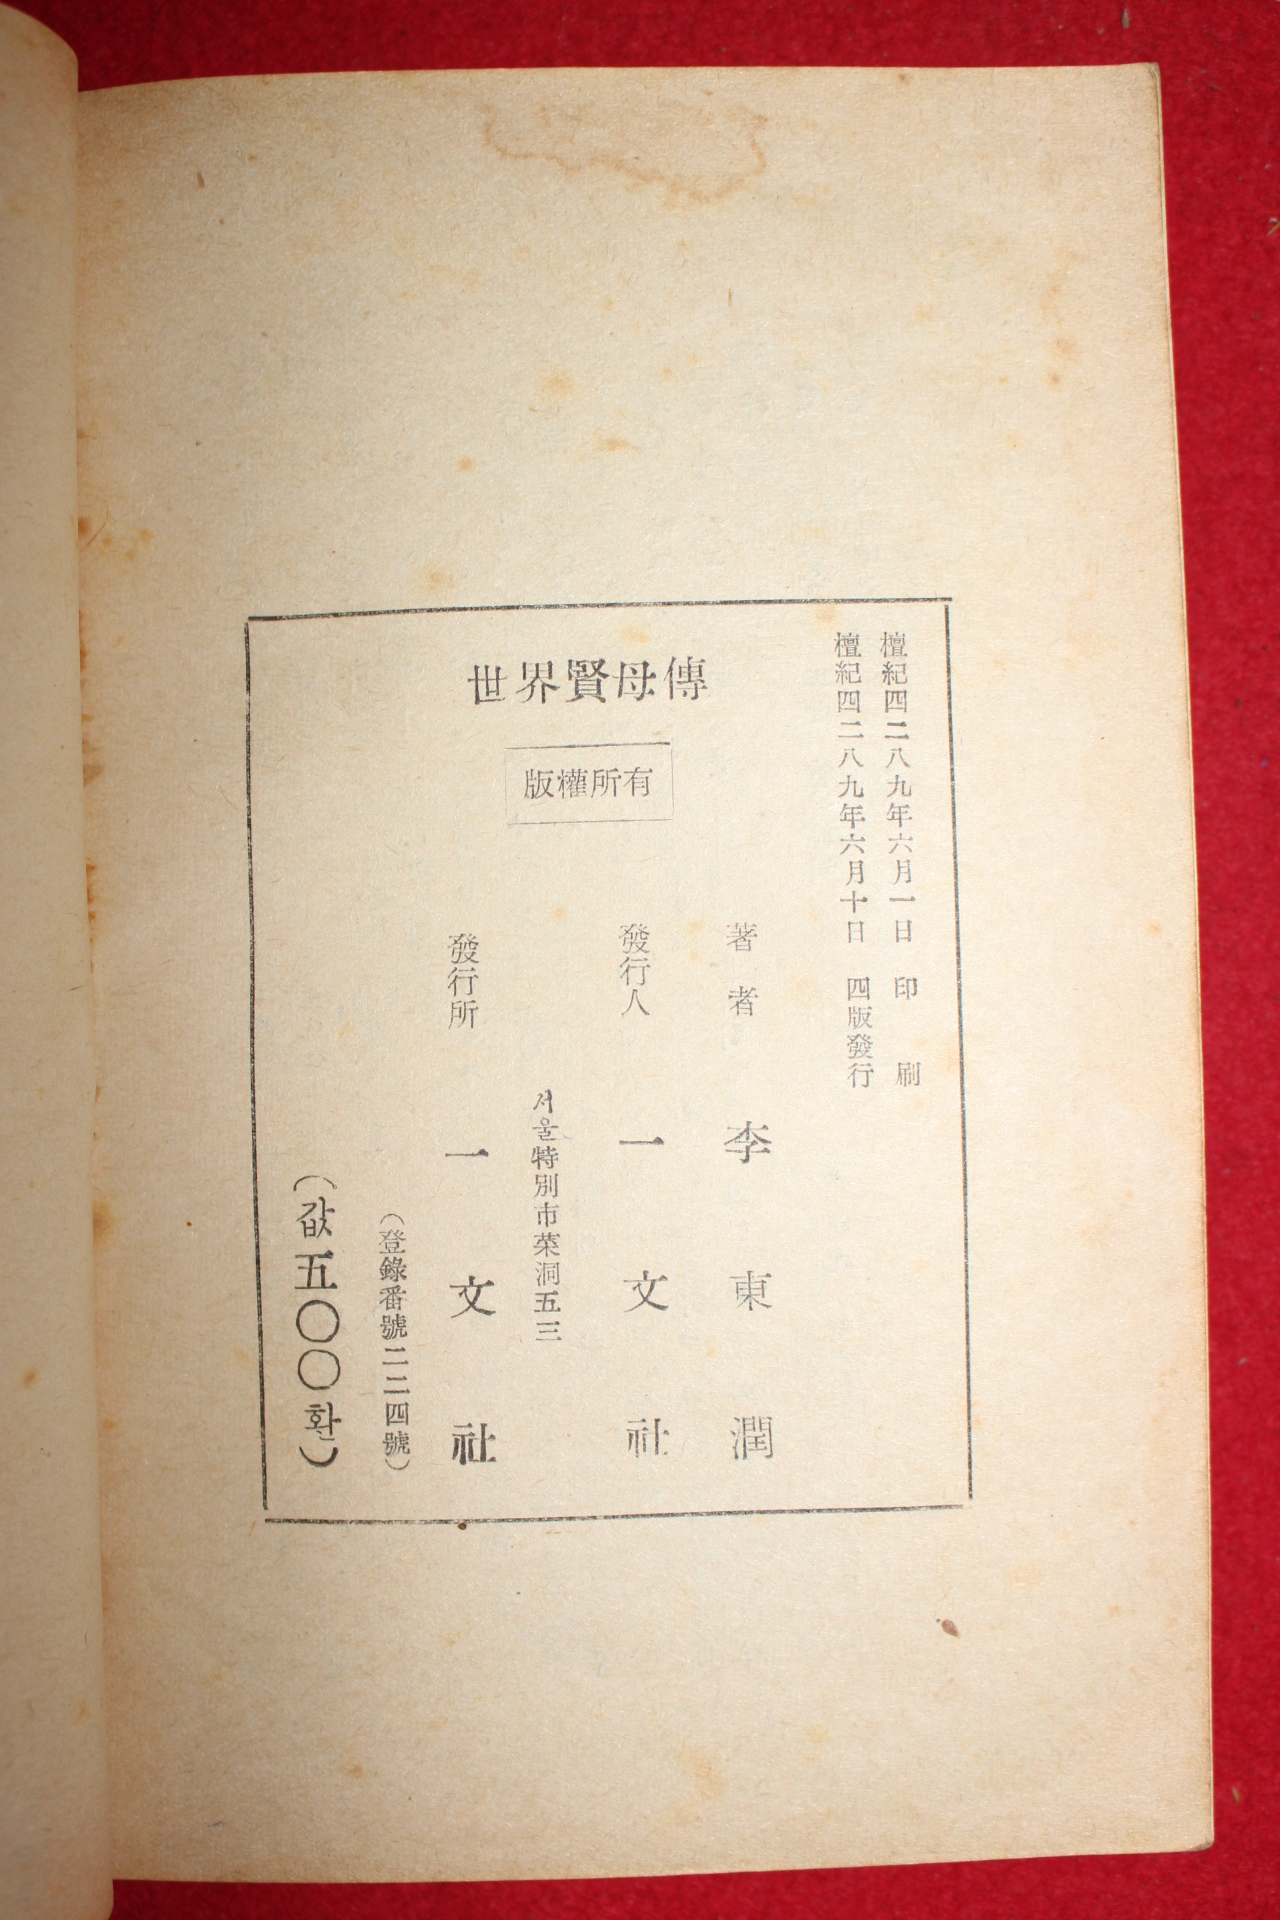 檀紀四二八九年六月一日 印刷
檀紀四二八九年六月十日 四版發行
世界賢母傳
版權所有
著者 李東潤
發行人 一文社
서울特別市菜洞五三
發行所 一文社
(登錄番號二二四號)
(값五〇〇환)